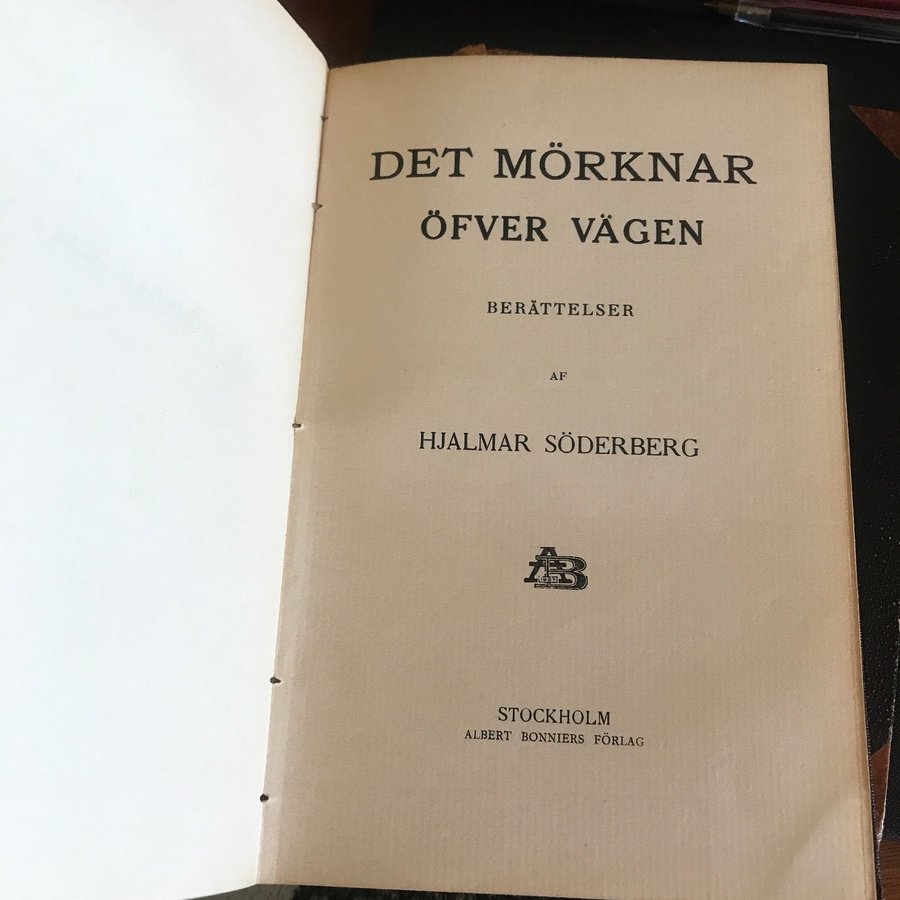 DET MÖRKNAR
ÖFVER VÄGEN
BERÄTTELSER
AF
HJALMAR SÖDERBERG
AB
STOCKHOLM
ALBERT BONNIERS FÖRLAG